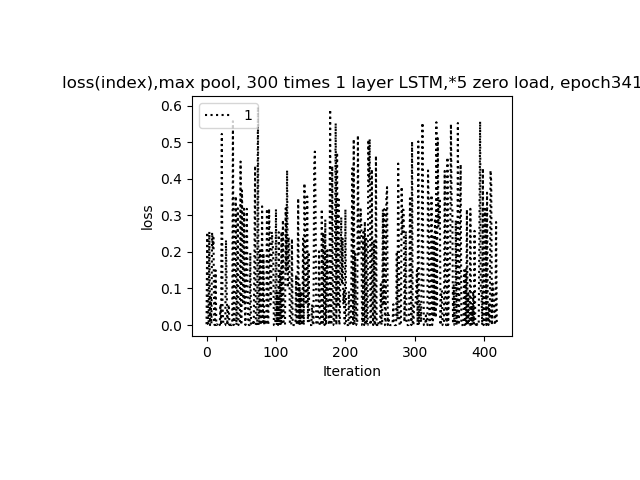 loss(index),max pool, 300 times 1 layer LSTM,*5 zero load, epoch341
1
0.6
0.5
0.4
0.3
0.2
0.1
0.0
loss
0 100 200 300 400
Iteration